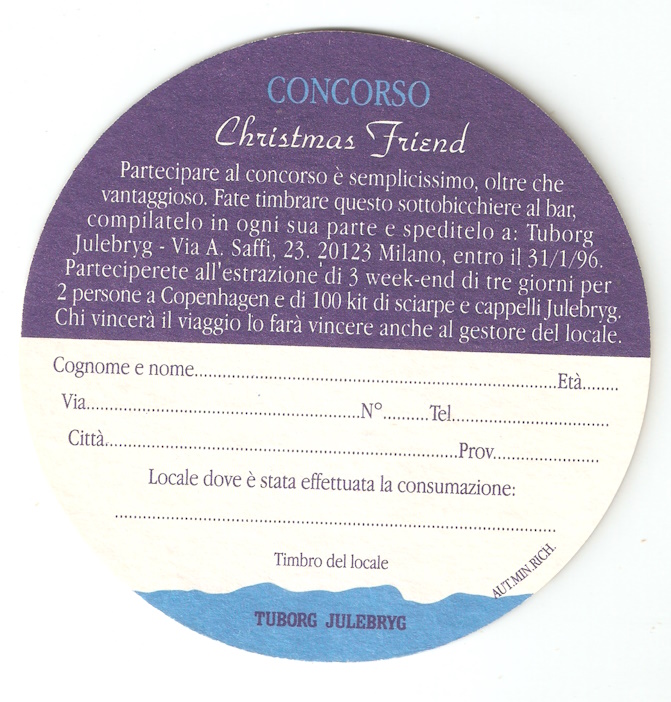 CONCORSO
Christmas Friend
Partecipare al concorso è semplicissimo, oltre che
vantaggioso. Fate timbrare questo sottobicchiere al bar,
compilatelo in ogni sua parte e speditelo a: Tuborg
Julebryg - Via A. Saffi, 23. 20123 Milano, entro il 31/1/96.
Parteciperete all'estrazione di 3 week-end di tre giorni per
2 persone a Copenhagen e di 100 kit di sciarpe e cappelli Julebryg.
Chi vincerà il viaggio lo farà vincere anche al gestore del locale.
Cognome e nome....................Età........
Via....................N°..........Tel....................
Città....................Prov....................
Locale dove è stata effettuata la consumazione:
Timbro del locale
AUT.MIN.RICH.
TUBORG JULEBRYG